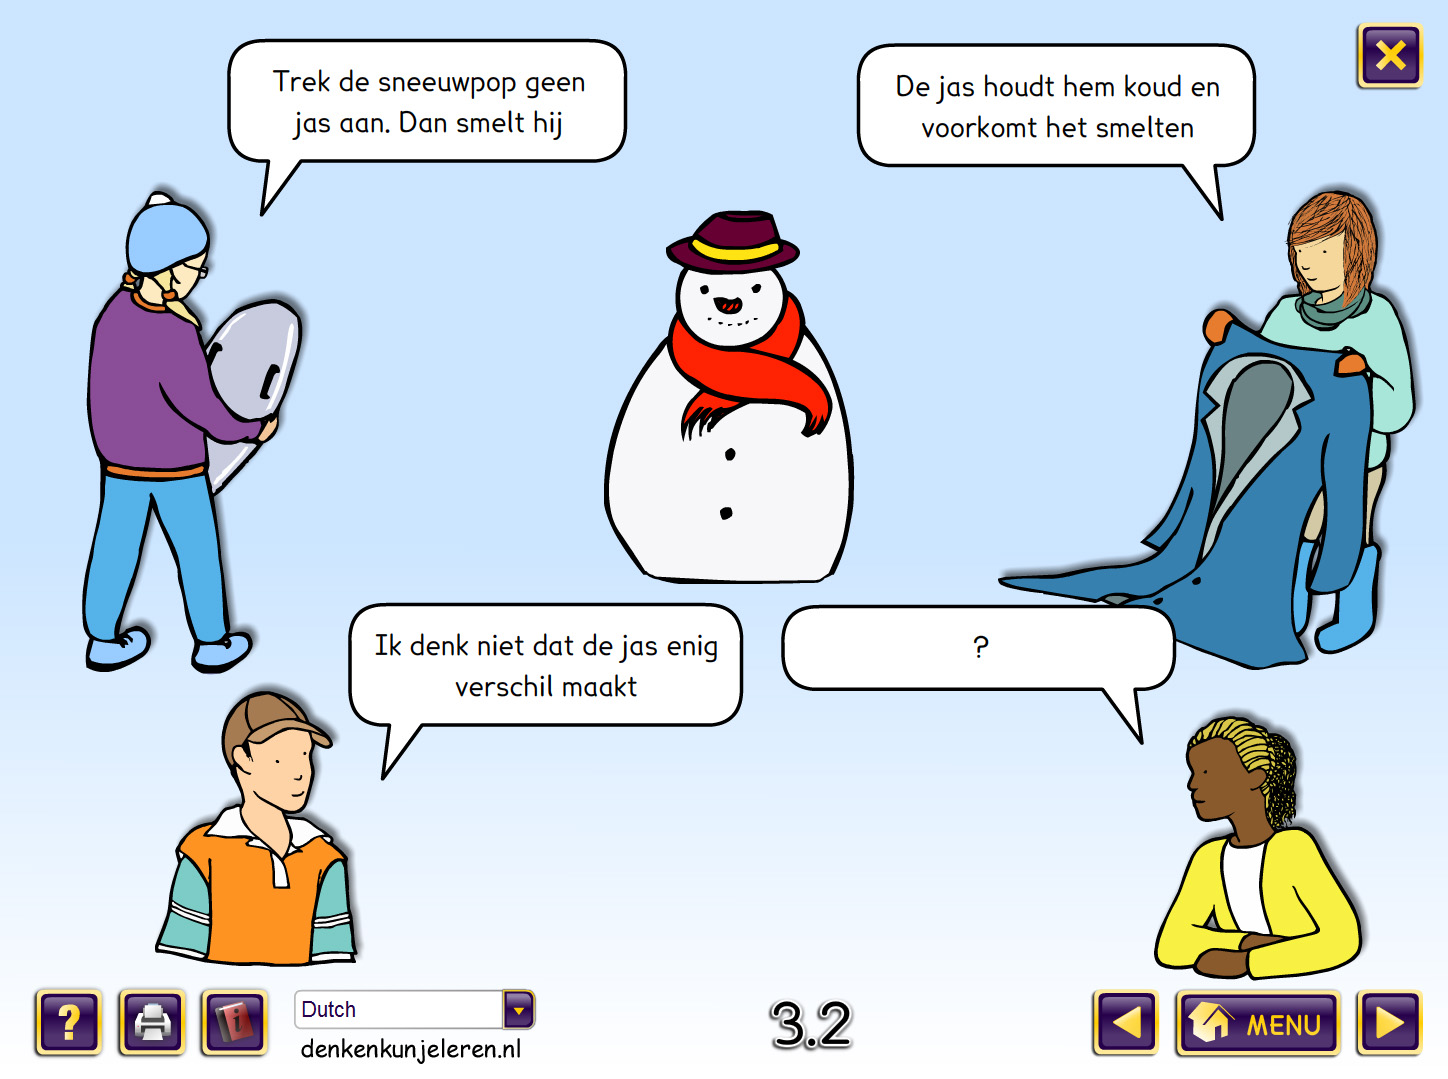 Trek de sneeuwpop geen
jas aan. Dan smelt hij
De jas houdt hem koud en
voorkomt het smelten
Ik denk niet dat de jas enig
verschil maakt
?
?
i
Dutch
denkenkunjeleren.nl
3.2
MENU